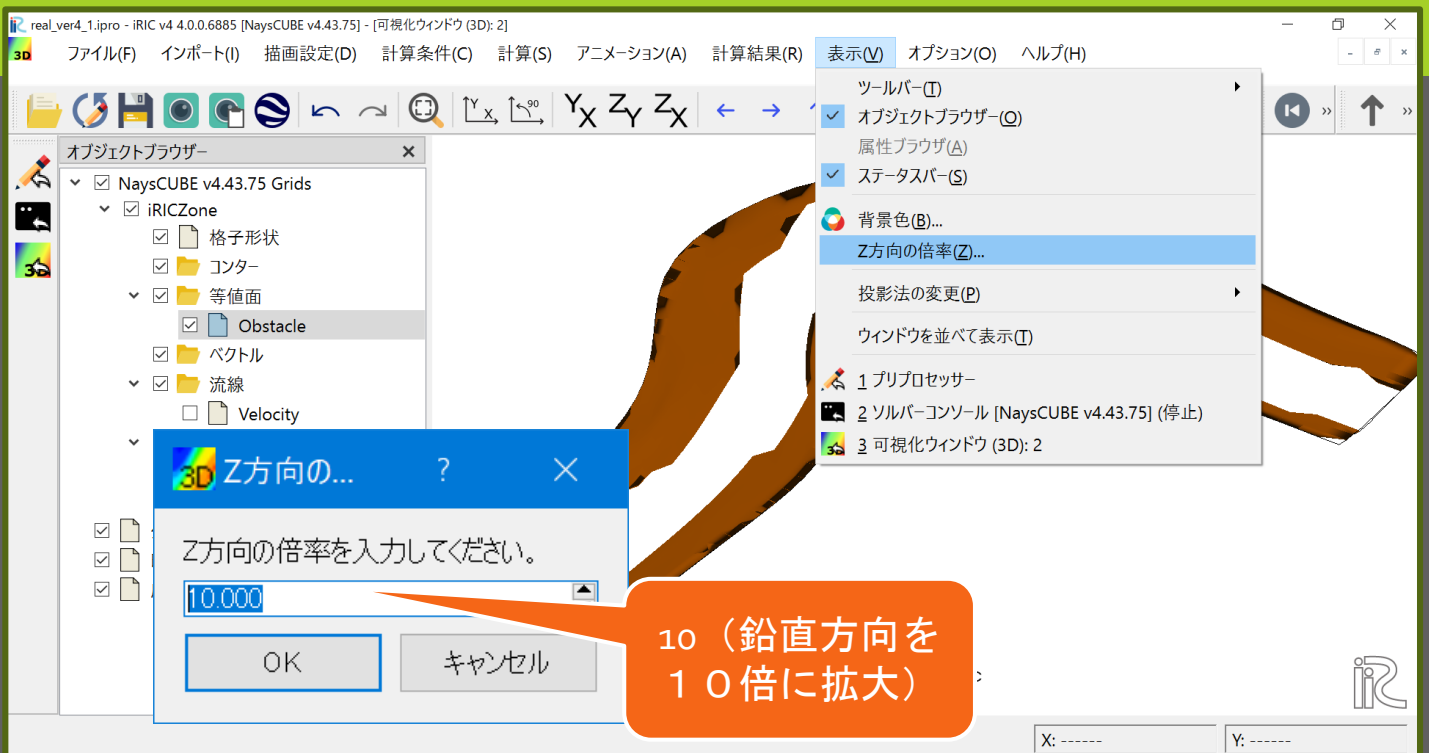 real_ver4_1.ipro - iRIC v4 4.0.0.6885 [NaysCUBE v4.43.75] - [可視化ウィンドウ (3D): 2]
3D ファイル(F) インポート(I) 描画設定(D) 計算条件(C) 計算(S) アニメーション(A) 計算結果(R) 表示(V) オプション(O) ヘルプ(H)
オブジェクトブラウザー
NaysCUBE v4.43.75 Grids
iRICZone
格子形状
コンター
等値面
Obstacle
ベクトル
流線
Velocity
ツールバー(T)
オブジェクトブラウザー(O)
属性ブラウザ(A)
ステータスバー(S)
背景色(B)...
Z方向の倍率(Z)...
投影法の変更(P)
ウィンドウを並べて表示(T)
1 プリプロセッサー
2 ソルバーコンソール [NaysCUBE v4.43.75] (停止)
3 可視化ウィンドウ (3D): 2
3D Z方向の... ?
Z方向の倍率を入力してください。
10.000
OK キャンセル
10（鉛直方向を
１０倍に拡大）
iRIC
X: ------ Y: ------